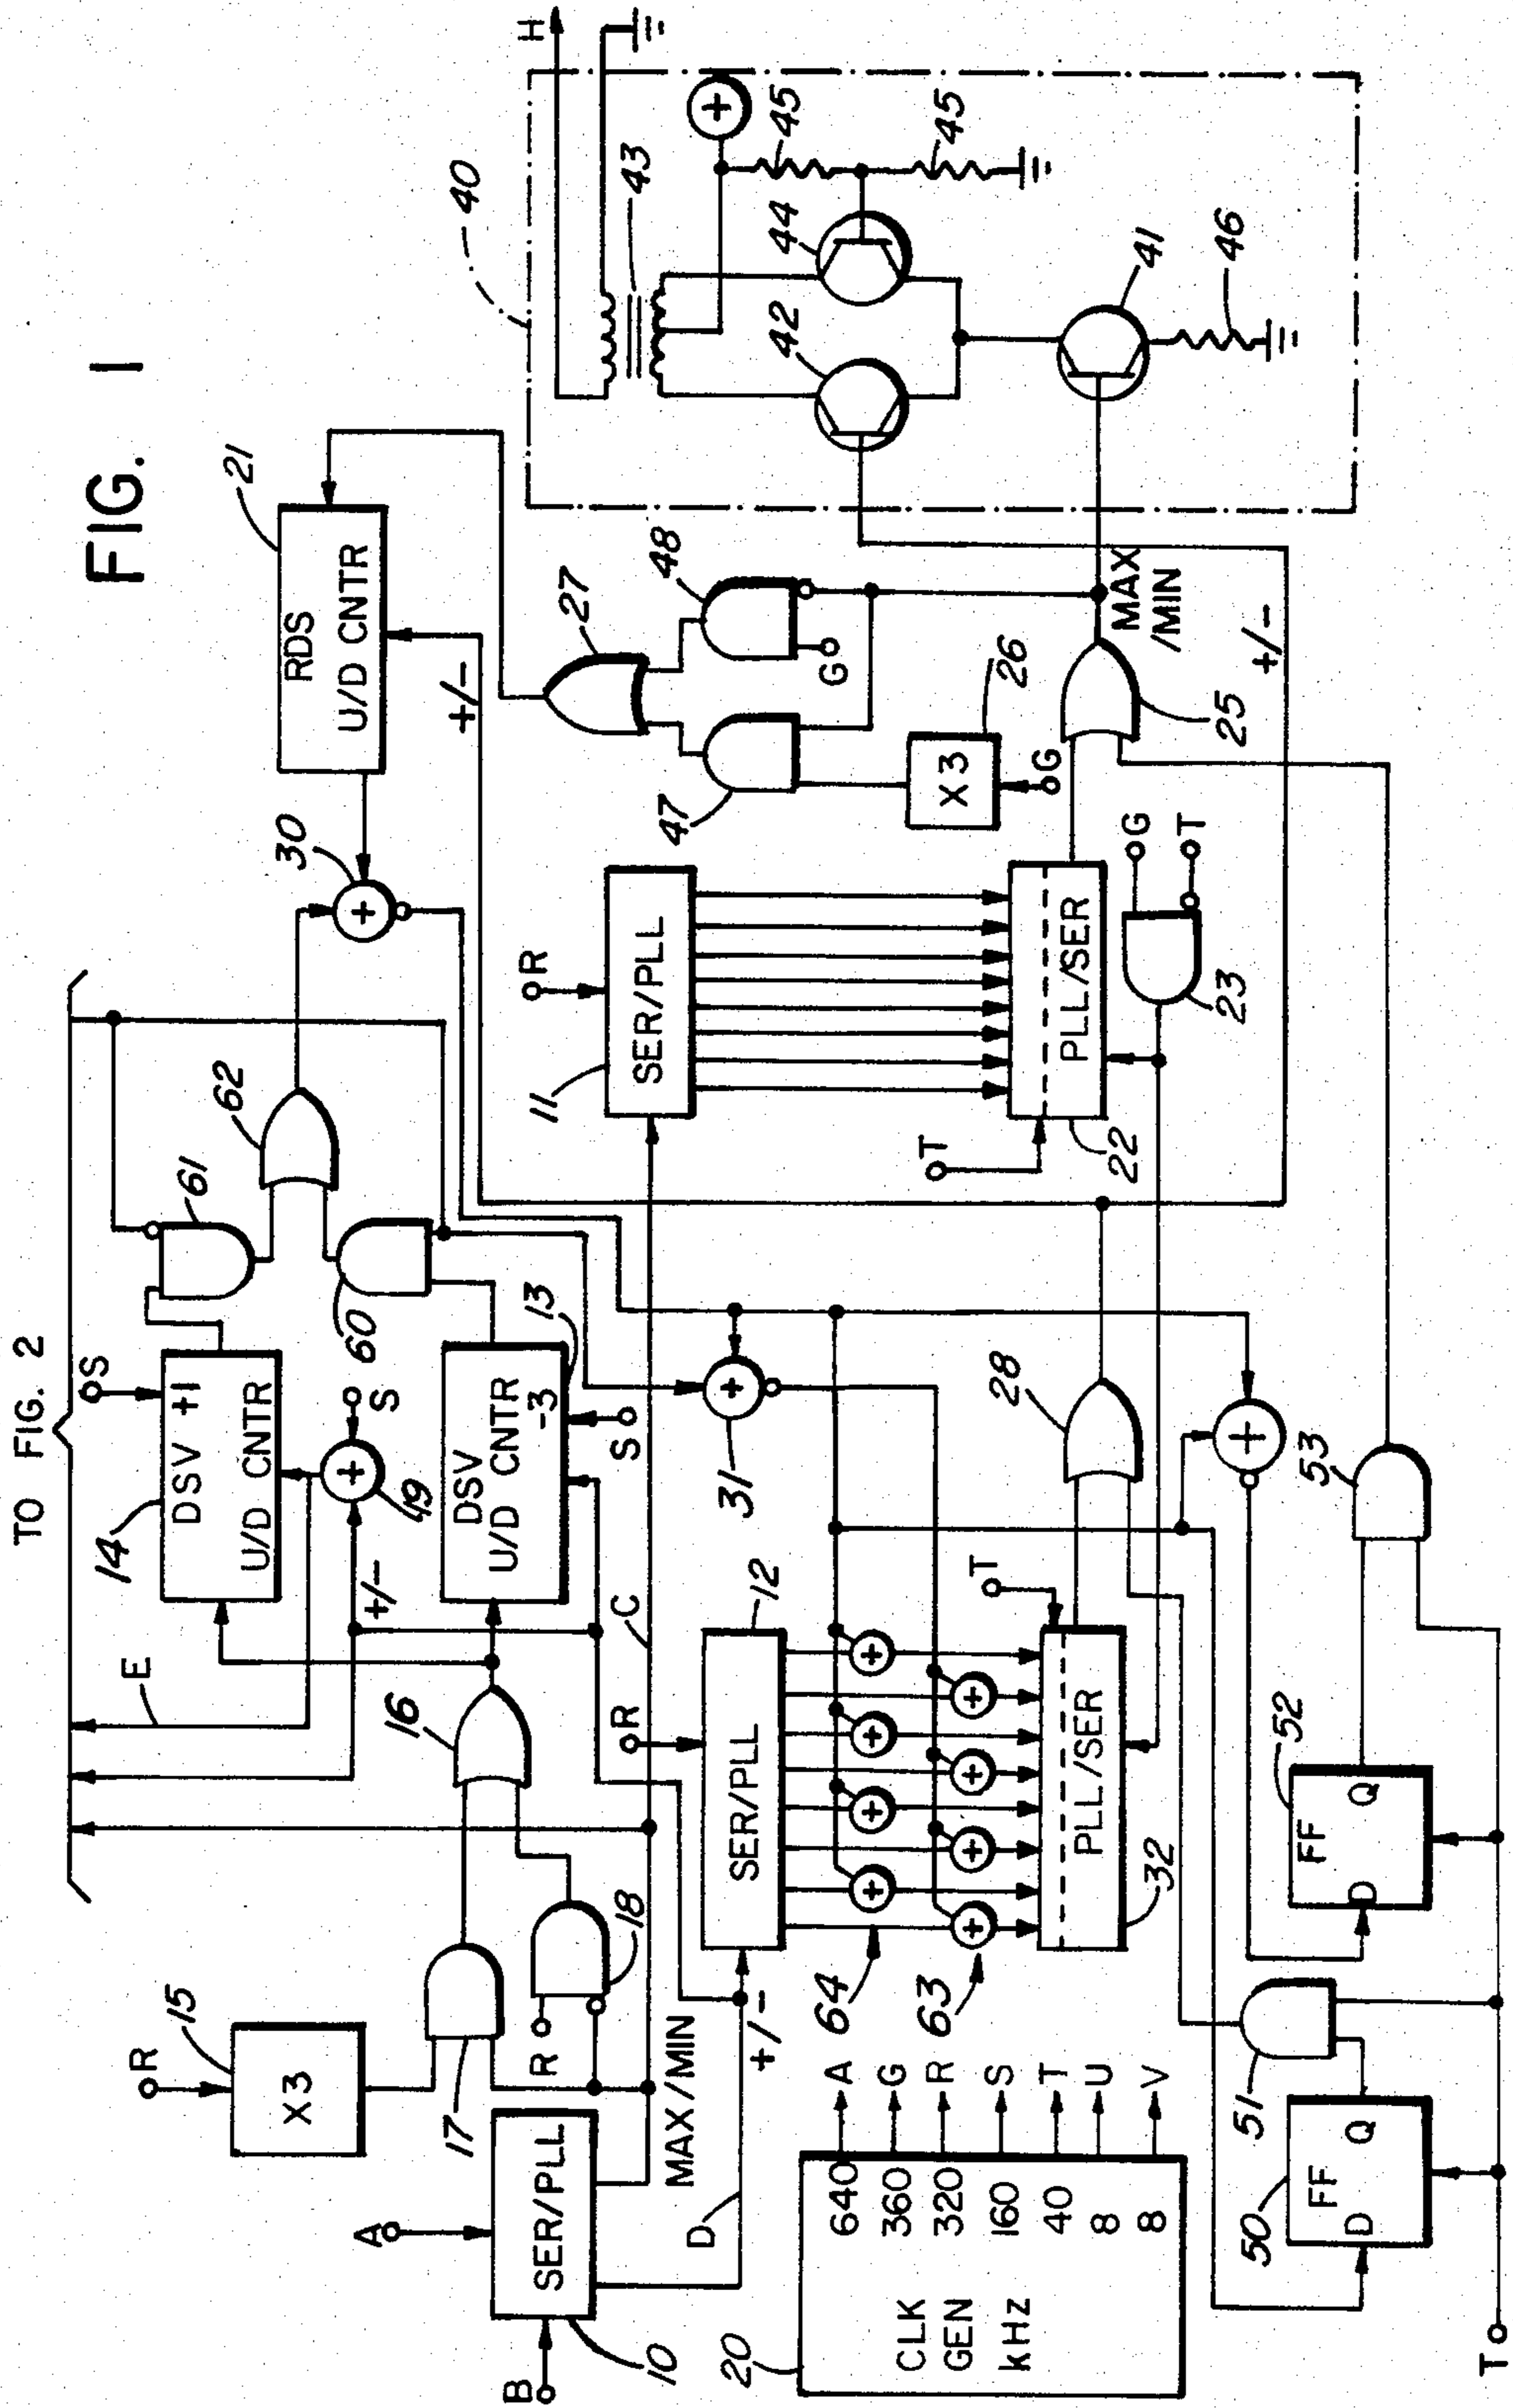 FIG. 1
TO FIG. 2
E
S
14
DSV +1
U/D CNTR
61
62
30
RDS
U/D CNTR
21
+/-
40
H
R
15
X 3
17
R
18
16
+/-
49
S
DSV
U/D CNTR
-3
13
S
60
27
48
G
47
X 3
26
G
43
+
45
45
44
42
41
46
A
B
SER/PLL
10
MAX/MIN
D
+/-
C
R
SER/PLL
12
31
R
SER/PLL
11
T
PLL/SER
22
G
T
23
25
MAX
/MIN
+/-
64
63
T
PLL/SER
32
28
20
CLK
GEN
kHz
640 A
360 G
320 R
160 S
40 T
8 U
8 V
50
FF
D Q
51
52
FF
D Q
53
T